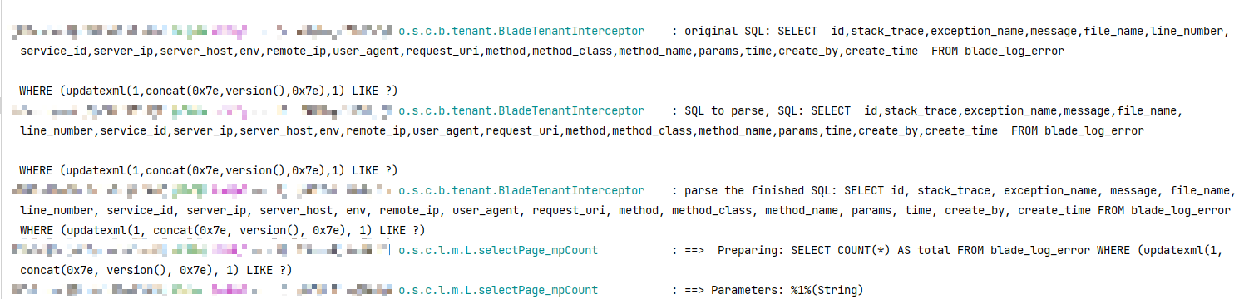 o.s.c.b.tenant.BladeTenantInterceptor : original SQL: SELECT id,stack_trace,exception_name,message,file_name,line_number,
service_id,server_ip,server_host,env,remote_ip,user_agent,request_uri,method,method_class,method_name,params,time,create_by,create_time FROM blade_log_error
WHERE (updatexml(1,concat(0x7e,version(),0x7e),1) LIKE ?)
o.s.c.b.tenant.BladeTenantInterceptor : SQL to parse, SQL: SELECT id,stack_trace,exception_name,message,file_name,
line_number,service_id,server_ip,server_host,env,remote_ip,user_agent,request_uri,method,method_class,method_name,params,time,create_by,create_time FROM blade_log_error
WHERE (updatexml(1,concat(0x7e,version(),0x7e),1) LIKE ?)
o.s.c.b.tenant.BladeTenantInterceptor : parse the finished SQL: SELECT id, stack_trace, exception_name, message, file_name,
line_number, service_id, server_ip, server_host, env, remote_ip, user_agent, request_uri, method, method_class, method_name, params, time, create_by, create_time FROM blade_log_error
WHERE (updatexml(1, concat(0x7e, version(), 0x7e), 1) LIKE ?)
o.s.c.l.m.L.selectPage_mpCount : ==> Preparing: SELECT COUNT(*) AS total FROM blade_log_error WHERE (updatexml(1,
concat(0x7e, version(), 0x7e), 1) LIKE ?)
o.s.c.l.m.L.selectPage_mpCount : ==> Parameters: %1%(String)